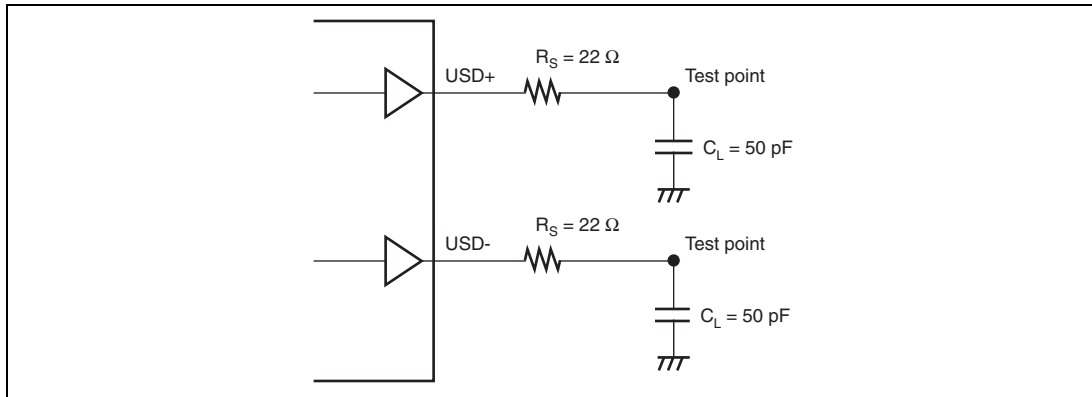 R_S = 22 Ω
USD+
Test point
C_L = 50 pF
R_S = 22 Ω
USD-
Test point
C_L = 50 pF